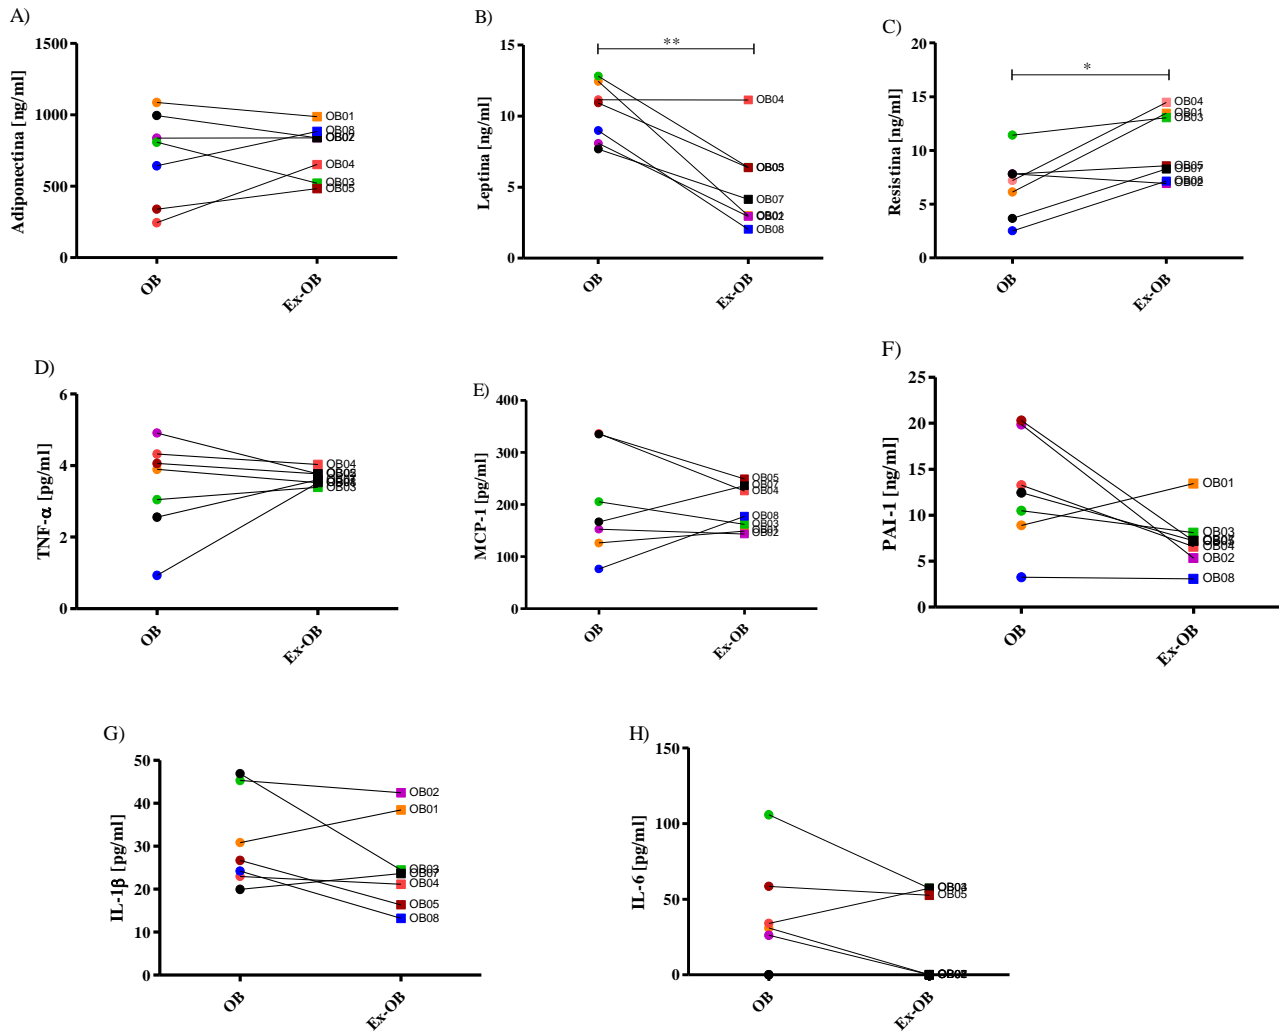 A)
Adiponectina [ng/ml]
1500
1000
500
0
OB01
OB08
OB04
OB03
OB05
OB
Ex-OB
B)
Leptina [ng/ml]
15
10
5
0
**
OB04
OB07
OB08
OB
Ex-OB
C)
Resistina [ng/ml]
20
15
10
5
0
*
OB04
OB01
OB03
OB05
OB07
OB02
OB
Ex-OB
D)
TNF-α [pg/ml]
6
4
2
0
OB04
OB03
OB
Ex-OB
E)
MCP-1 [pg/ml]
400
300
200
100
0
OB05
OB07
OB04
OB08
OB03
OB01
OB02
OB
Ex-OB
F)
PAI-1 [ng/ml]
25
20
15
10
5
0
OB01
OB03
OB04
OB02
OB08
OB
Ex-OB
G)
IL-1β [pg/ml]
50
40
30
20
10
0
OB02
OB01
OB03
OB07
OB04
OB05
OB08
OB
Ex-OB
H)
IL-6 [pg/ml]
150
100
50
0
OB05
OB
Ex-OB